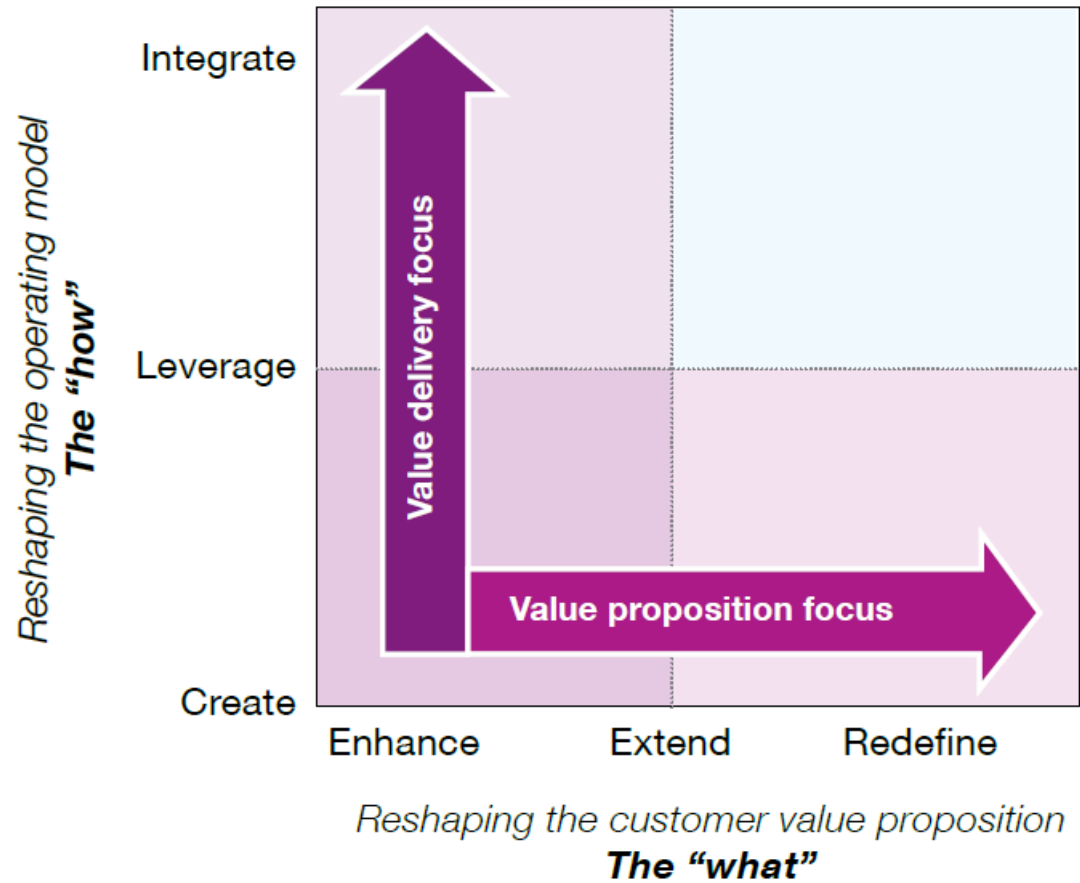 Integrate
Leverage
Create
Reshaping the operating model
The “how”
Value delivery focus
Value proposition focus
Enhance
Extend
Redefine
Reshaping the customer value proposition
The “what”